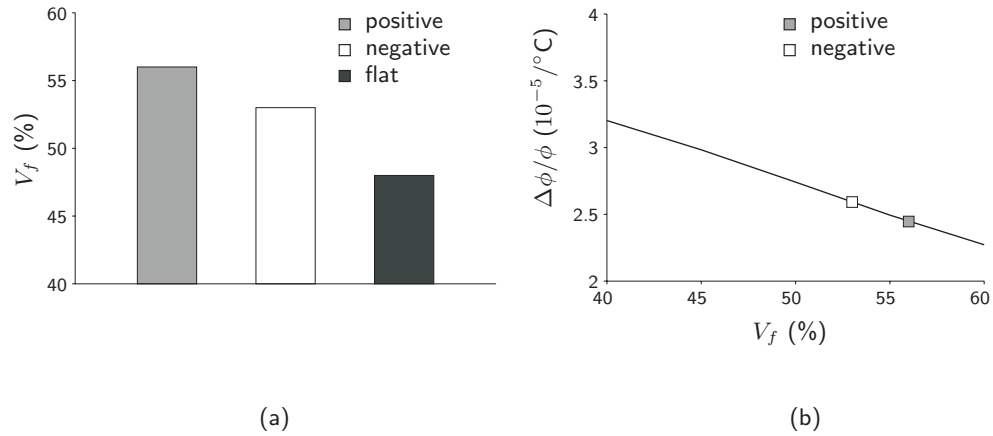 60
55
50
45
40
V_f (%)
positive
negative
flat
(a)
4
3.5
3
2.5
2
Δϕ/ϕ (10⁻⁵/°C)
positive
negative
40
45
50
55
60
V_f (%)
(b)